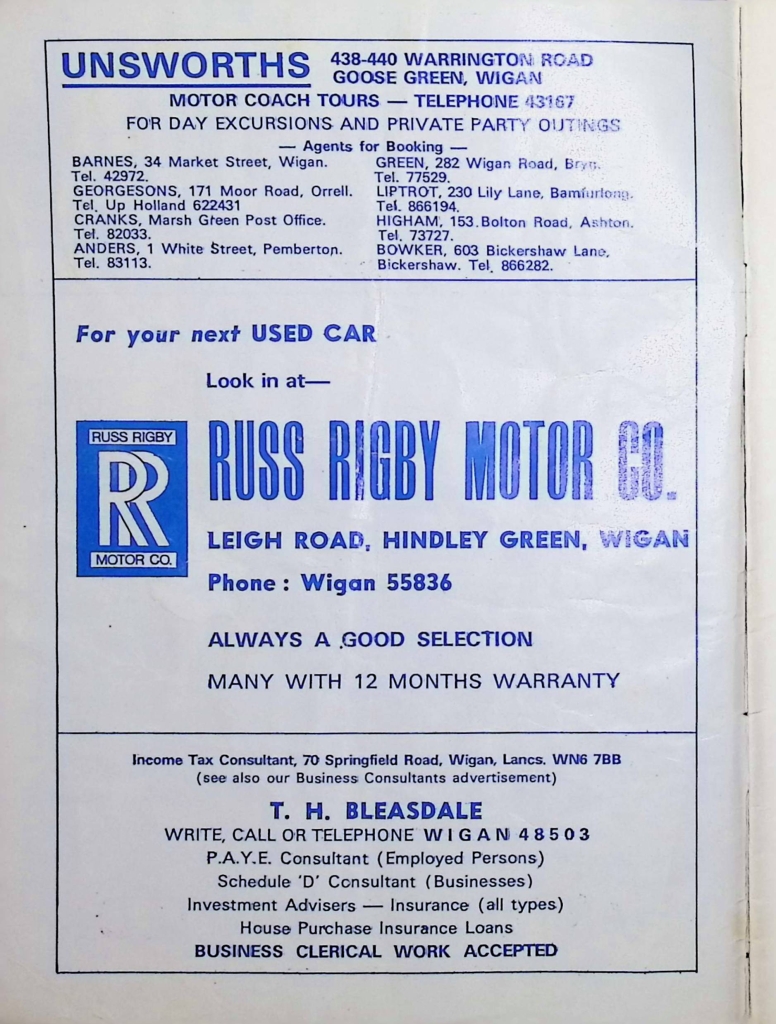 UNSWORTHS 438-440 WARRINGTON ROAD
GOOSE GREEN, WIGAN
MOTOR COACH TOURS — TELEPHONE 43167
FOR DAY EXCURSIONS AND PRIVATE PARTY OUTINGS
— Agents for Booking —
BARNES, 34 Market Street, Wigan.
Tel. 42972.
GEORGESONS, 171 Moor Road, Orrell.
Tel. Up Holland 622431
CRANKS, Marsh Green Post Office.
Tel. 82033.
ANDERS, 1 White Street, Pemberton.
Tel. 83113.
GREEN, 282 Wigan Road, Bryn.
Tel. 77529.
LIPTROT, 230 Lily Lane, Bamfurlong.
Tel. 866194.
HIGHAM, 153 Bolton Road, Ashton.
Tel. 73727.
BOWKER, 603 Bickershaw Lane,
Bickershaw. Tel. 866282.
For your next USED CAR
Look in at—
RUSS RIGBY
RR
MOTOR CO.
RUSS RIGBY MOTOR CO.
LEIGH ROAD, HINDLEY GREEN, WIGAN
Phone : Wigan 55836
ALWAYS A GOOD SELECTION
MANY WITH 12 MONTHS WARRANTY
Income Tax Consultant, 70 Springfield Road, Wigan, Lancs. WN6 7BB
(see also our Business Consultants advertisement)
T. H. BLEASDALE
WRITE, CALL OR TELEPHONE WIGAN 48503
P.A.Y.E. Consultant (Employed Persons)
Schedule 'D' Consultant (Businesses)
Investment Advisers — Insurance (all types)
House Purchase Insurance Loans
BUSINESS CLERICAL WORK ACCEPTED